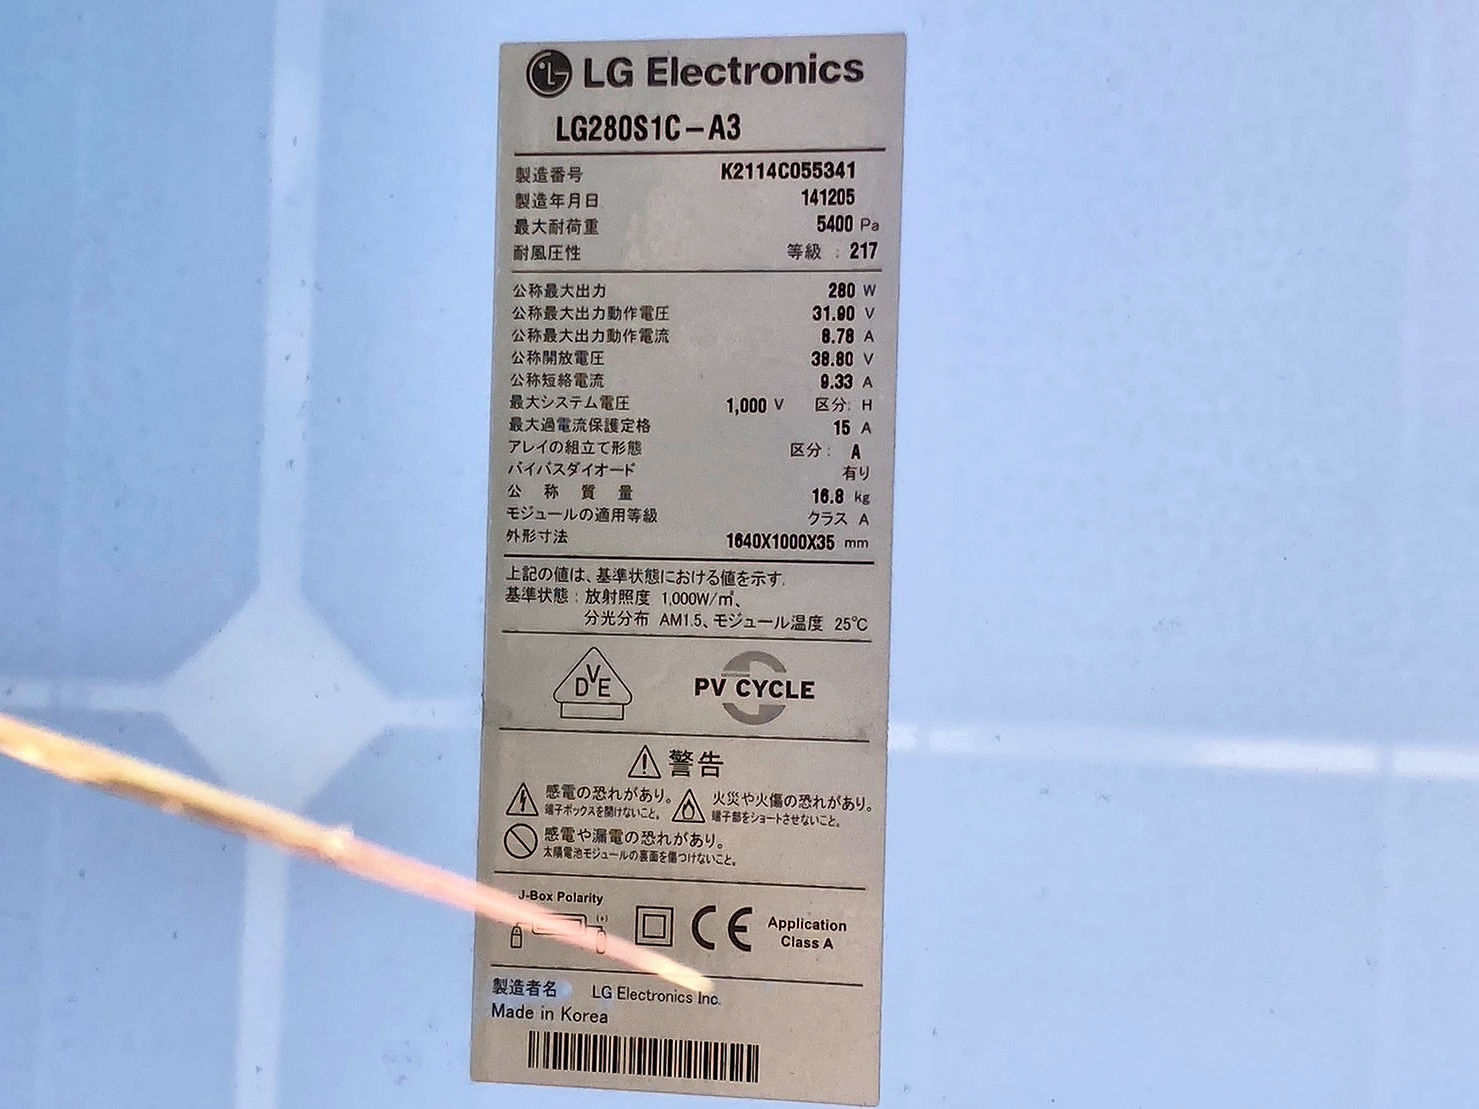 LG Electronics
LG280S1C-A3
製造番号 K2114C055341
製造年月日 141205
最大耐荷重 5400 Pa
耐風圧性 等級 : 217
公称最大出力 280 W
公称最大出力動作電圧 31.90 V
公称最大出力動作電流 8.78 A
公称開放電圧 38.80 V
公称短絡電流 9.33 A
最大システム電圧 1,000 V 区分: H
最大過電流保護定格 15 A
アレイの組立て形態 区分: A
バイパスダイオード 有り
公称質量 16.8 kg
モジュールの適用等級 クラス A
外形寸法 1640X1000X35 mm
上記の値は、基準状態における値を示す.
基準状態 : 放射照度 1,000W/㎡、
分光分布 AM1.5、モジュール温度 25℃
DVE
PV CYCLE
警告
感電の恐れがあり。 火災や火傷の恐れがあり。
端子ボックスを開けないこと。 端子部をショートさせないこと。
感電や漏電の恐れがあり。
太陽電池モジュールの裏面を傷つけないこと。
J-Box Polarity
(+)
CE
Application
Class A
製造者名 LG Electronics Inc.
Made in Korea